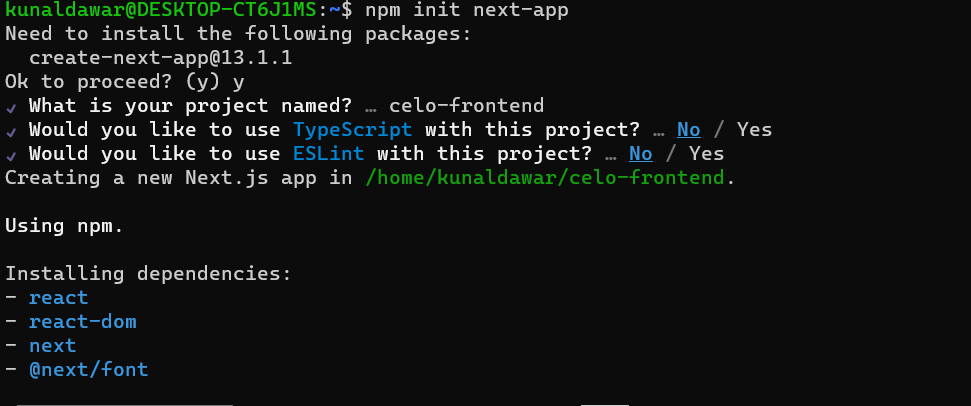 kunaldawar@DESKTOP-CT6J1MS:~$ npm init next-app
Need to install the following packages:
  create-next-app@13.1.1
Ok to proceed? (y) y
✔ What is your project named? … celo-frontend
✔ Would you like to use TypeScript with this project? … No / Yes
✔ Would you like to use ESLint with this project? … No / Yes
Creating a new Next.js app in /home/kunaldawar/celo-frontend.
Using npm.
Installing dependencies:
- react
- react-dom
- next
- @next/font